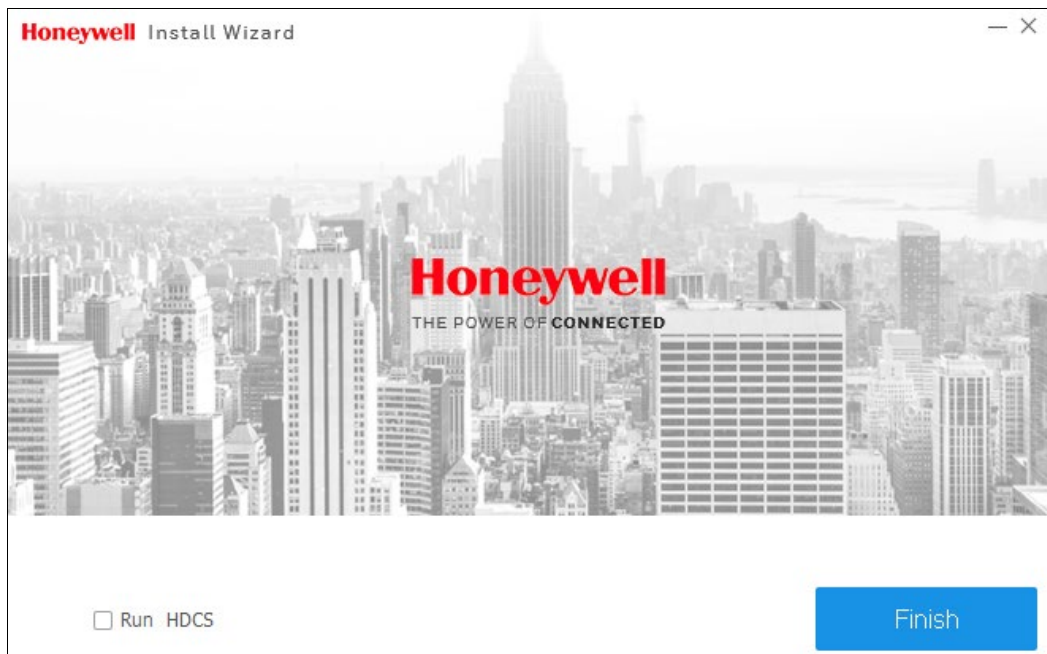 Honeywell Install Wizard
Honeywell
THE POWER OF CONNECTED
Run HDCS
Finish